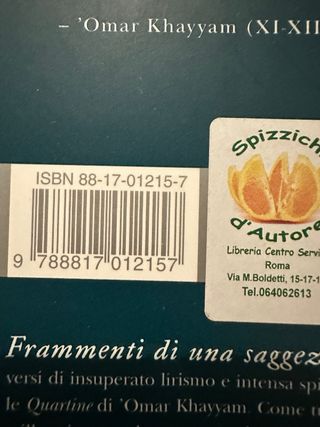 – 'Omar Khayyam (XI-XII
ISBN 88-17-01215-7
9 788817 012157
Spizzichi
d'Autore
Libreria Centro Servi
Roma
Via M.Boldetti, 15-17-1
Tel.064062613
Frammenti di una saggez
versi di insuperato lirismo e intensa spi
le Quartine di 'Omar Khayyam. Come tr